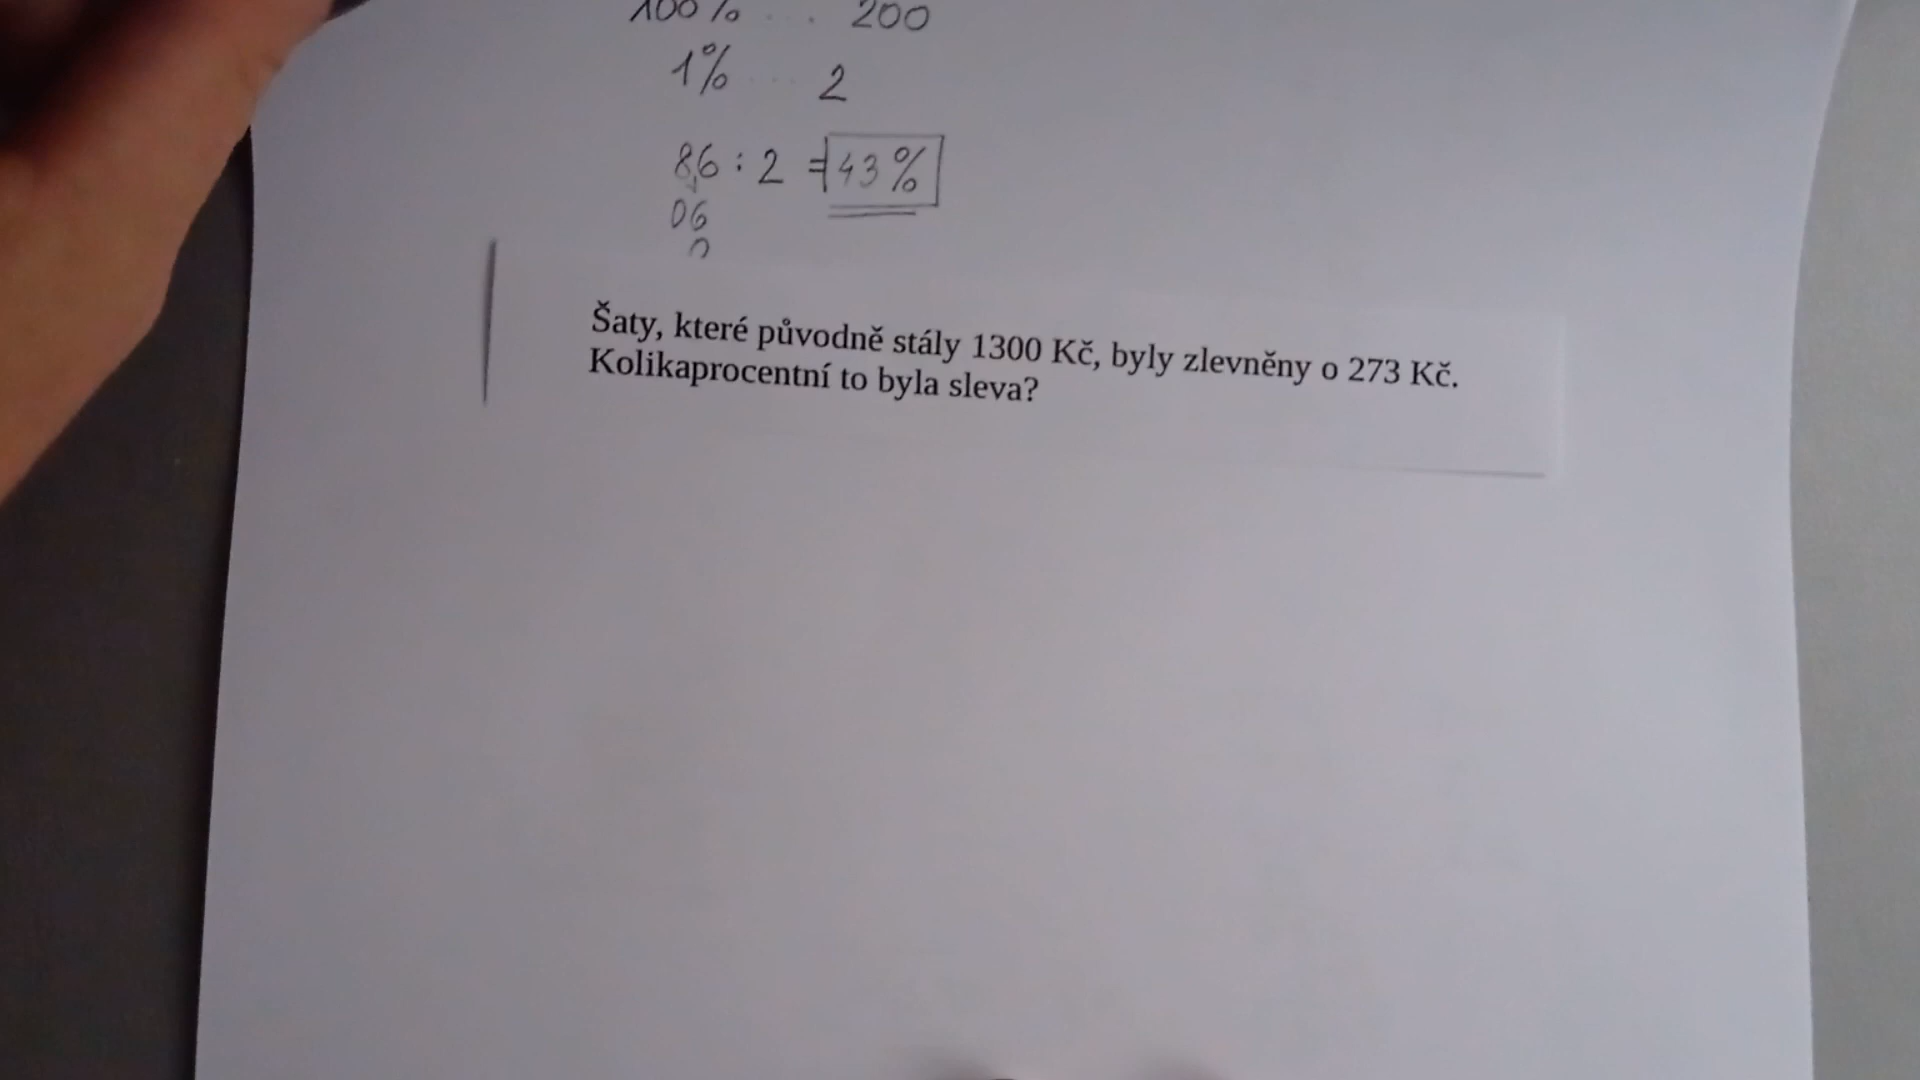 100% .... 200
1% .... 2
86 : 2 = 43%
06
0
Šaty, které původně stály 1300 Kč, byly zlevněny o 273 Kč.
Kolikaprocentní to byla sleva?